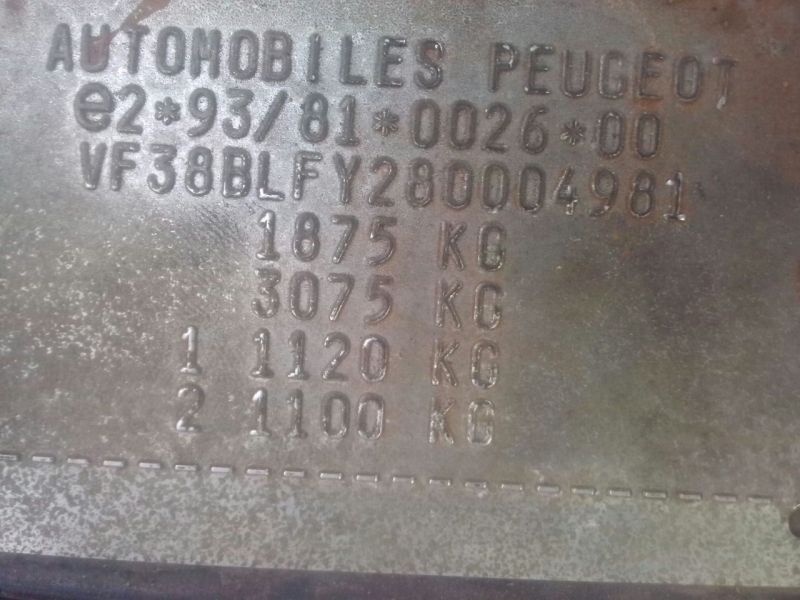 AUTOMOBILES PEUGEOT
e2*93/81*0026*00
VF38BLFY280004981
1875 KG
3075 KG
1 1120 KG
2 1100 KG